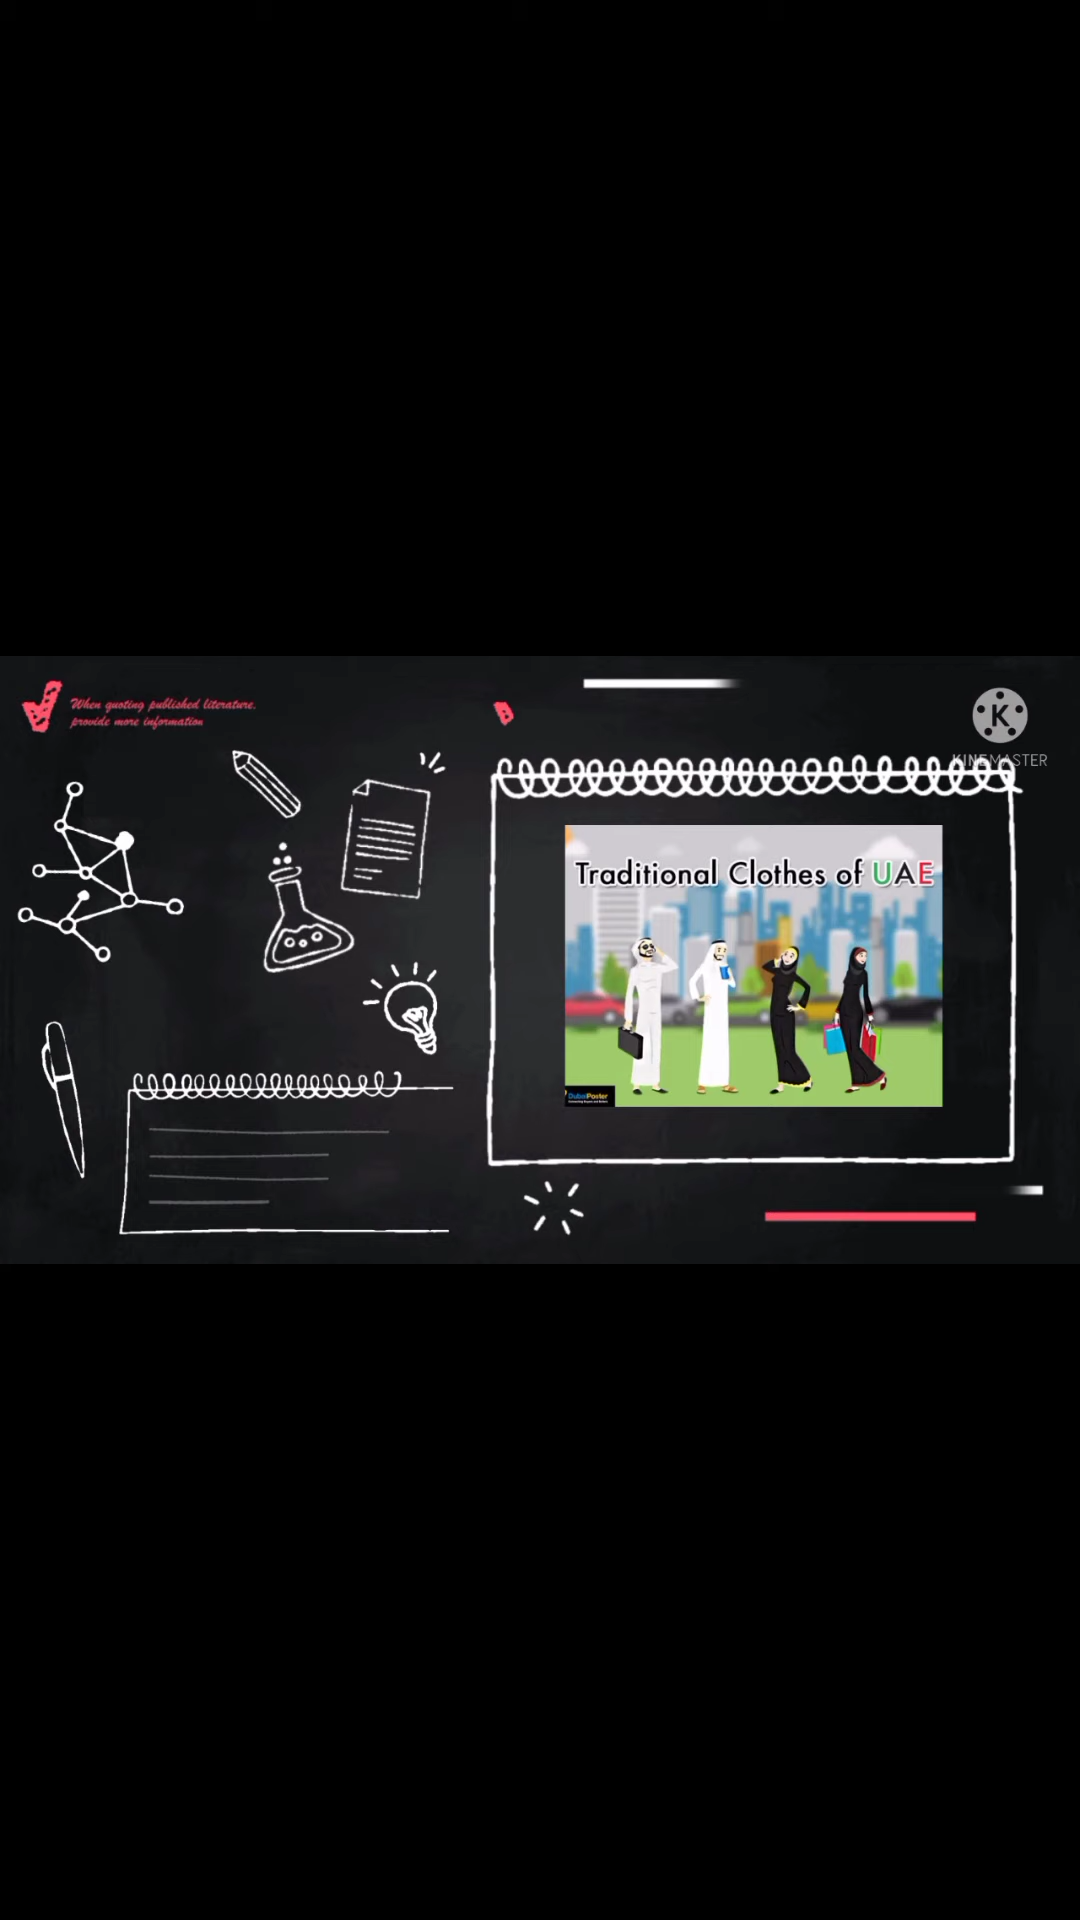 When quoting published literature.
provide more information
B
K
KINEMASTER
Traditional Clothes of UAE
DubaiPoster